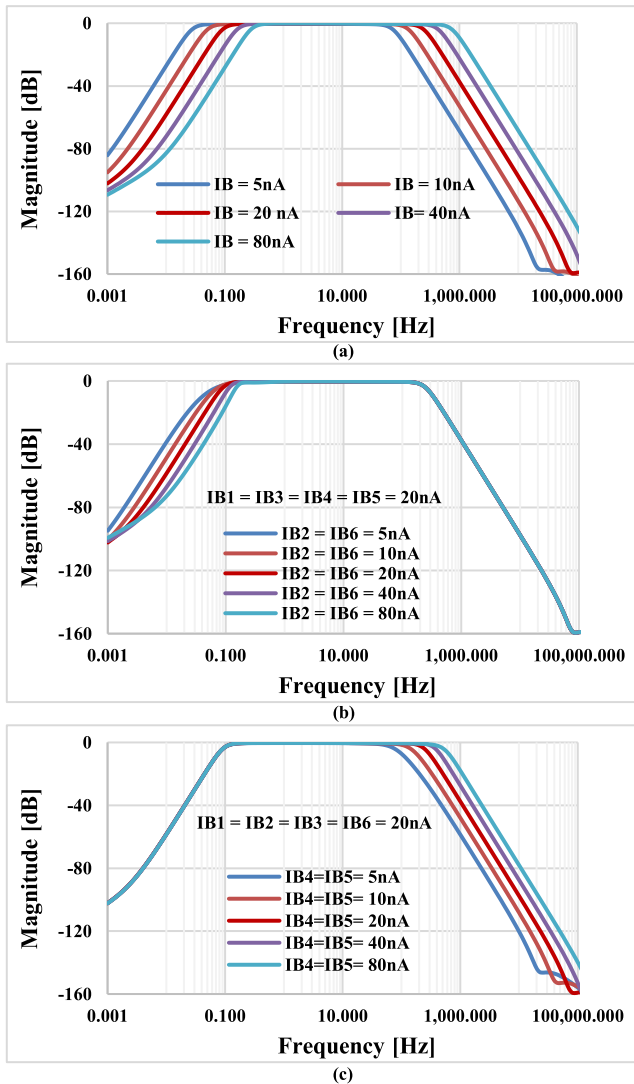 0
-40
-80
-120
-160
Magnitude [dB]
IB = 5nA
IB = 10nA
IB = 20 nA
IB= 40nA
IB = 80nA
0.001
0.100
10.000
1,000.000
100,000.000
Frequency [Hz]
(a)
0
-40
-80
-120
-160
Magnitude [dB]
IB1 = IB3 = IB4 = IB5 = 20nA
IB2 = IB6 = 5nA
IB2 = IB6 = 10nA
IB2 = IB6 = 20nA
IB2 = IB6 = 40nA
IB2 = IB6 = 80nA
0.001
0.100
10.000
1,000.000
100,000.000
Frequency [Hz]
(b)
0
-40
-80
-120
-160
Magnitude [dB]
IB1 = IB2 = IB3 = IB6 = 20nA
IB4=IB5= 5nA
IB4=IB5= 10nA
IB4=IB5= 20nA
IB4=IB5= 40nA
IB4=IB5= 80nA
0.001
0.100
10.000
1,000.000
100,000.000
Frequency [Hz]
(c)